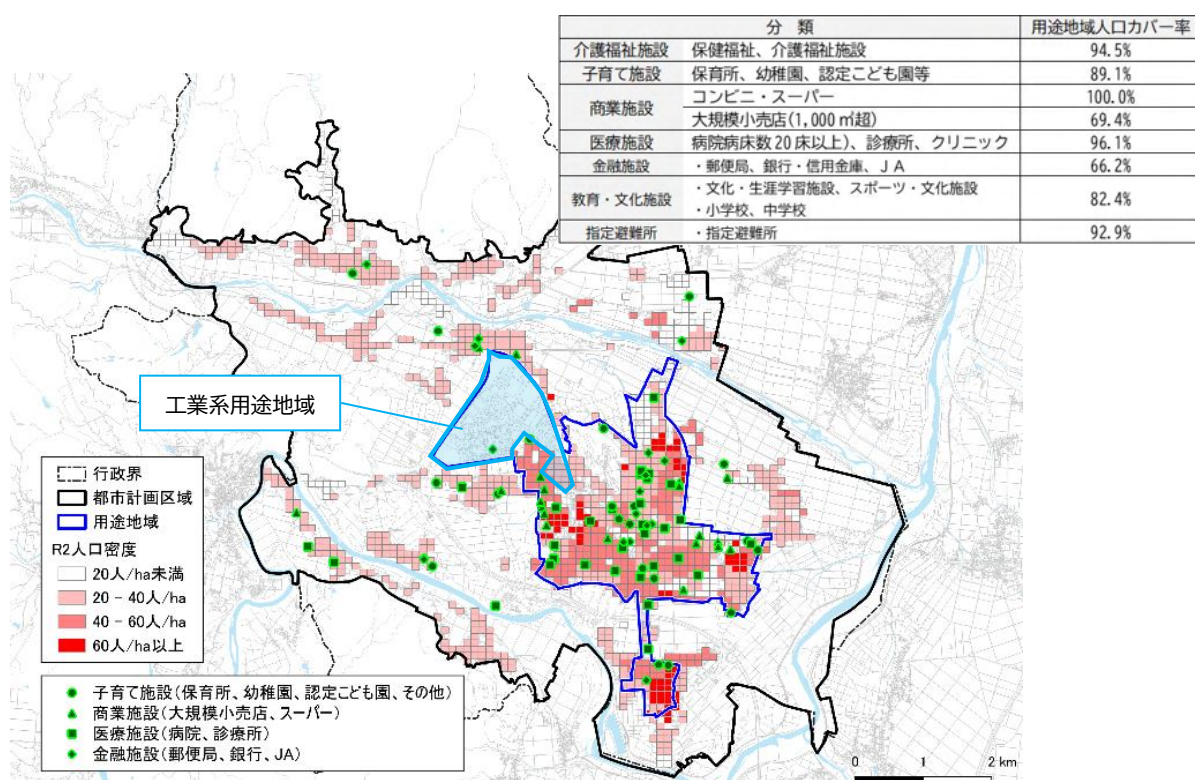 分 類 用途地域人口カバー率
介護福祉施設 保健福祉、介護福祉施設 94.5%
子育て施設 保育所、幼稚園、認定こども園等 89.1%
商業施設 コンビニ・スーパー 100.0%
大規模小売店(1,000㎡超) 69.4%
医療施設 病院病床数20床以上)、診療所、クリニック 96.1%
金融施設 ・郵便局、銀行・信用金庫、ＪＡ 66.2%
教育・文化施設 ・文化・生涯学習施設、スポーツ・文化施設 82.4%
・小学校、中学校
指定避難所 ・指定避難所 92.9%
工業系用途地域
行政界
都市計画区域
用途地域
R2人口密度
20人/ha未満
20 - 40人/ha
40 - 60人/ha
60人/ha以上
子育て施設(保育所、幼稚園、認定こども園、その他)
商業施設(大規模小売店、スーパー)
医療施設(病院、診療所)
金融施設(郵便局、銀行、JA)
0 1 2 km